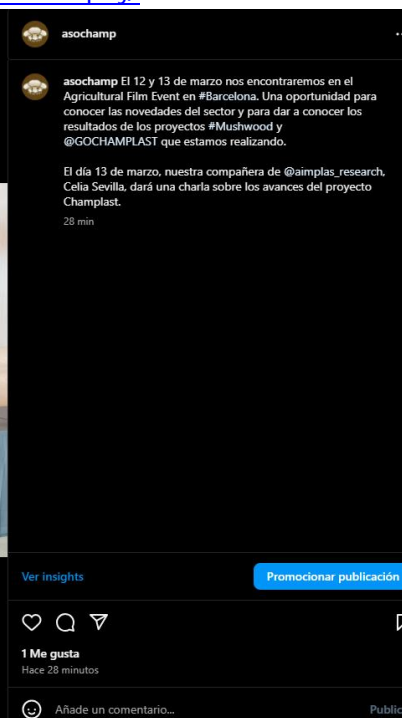 asochamp
asochamp El 12 y 13 de marzo nos encontraremos en el
Agricultural Film Event en #Barcelona. Una oportunidad para
conocer las novedades del sector y para dar a conocer los
resultados de los proyectos #Mushwood y
@GOCHAMPLAST que estamos realizando.
El día 13 de marzo, nuestra compañera de @aimplas_research,
Celia Sevilla, dará una charla sobre los avances del proyecto
Champlast.
28 min
Ver insights
Promocionar publicación
1 Me gusta
Hace 28 minutos
Añade un comentario...
Public